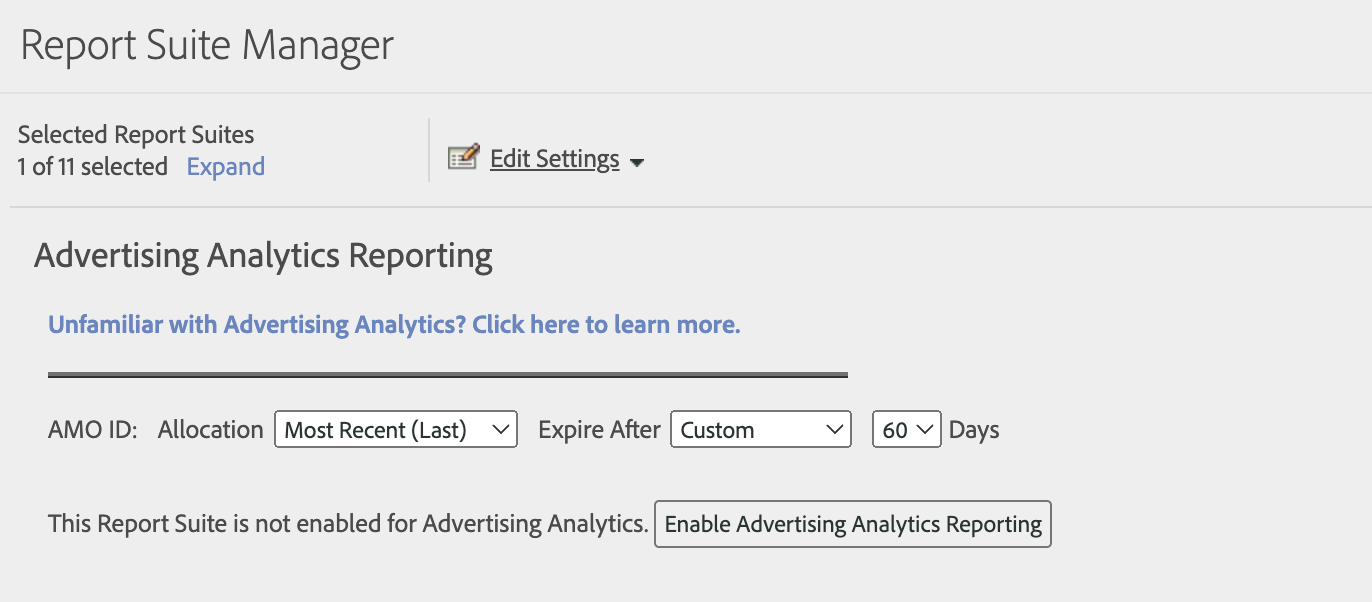 Report Suite Manager
Selected Report Suites
1 of 11 selected Expand
Edit Settings
Advertising Analytics Reporting
Unfamiliar with Advertising Analytics? Click here to learn more.
AMO ID: Allocation Most Recent (Last) Expire After Custom 60 Days
This Report Suite is not enabled for Advertising Analytics. Enable Advertising Analytics Reporting